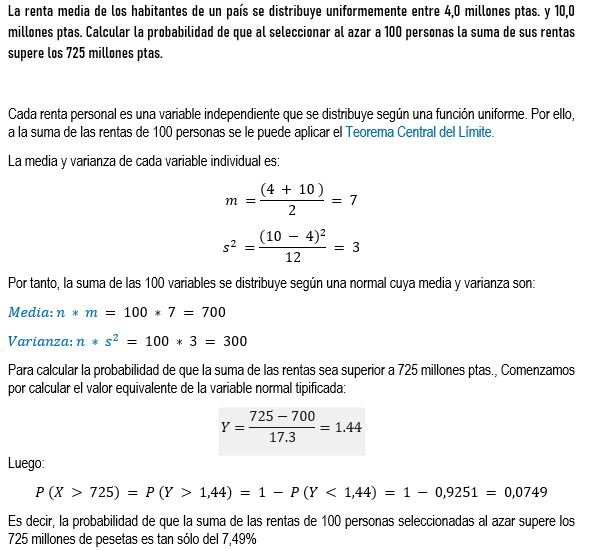 La renta media de los habitantes de un país se distribuye uniformemente entre 4,0 millones ptas. y 10,0
millones ptas. Calcular la probabilidad de que al seleccionar al azar a 100 personas la suma de sus rentas
supere los 725 millones ptas.
Cada renta personal es una variable independiente que se distribuye según una función uniforme. Por ello,
a la suma de las rentas de 100 personas se le puede aplicar el Teorema Central del Límite.
La media y varianza de cada variable individual es:
m = (4 + 10 ) / 2 = 7
s² = (10 − 4)² / 12 = 3
Por tanto, la suma de las 100 variables se distribuye según una normal cuya media y varianza son:
Media: n * m = 100 * 7 = 700
Varianza: n * s² = 100 * 3 = 300
Para calcular la probabilidad de que la suma de las rentas sea superior a 725 millones ptas., Comenzamos
por calcular el valor equivalente de la variable normal tipificada:
Y = 725 − 700 / 17.3 = 1.44
Luego:
P (X > 725) = P (Y > 1,44) = 1 − P (Y < 1,44) = 1 − 0,9251 = 0,0749
Es decir, la probabilidad de que la suma de las rentas de 100 personas seleccionadas al azar supere los
725 millones de pesetas es tan sólo del 7,49%